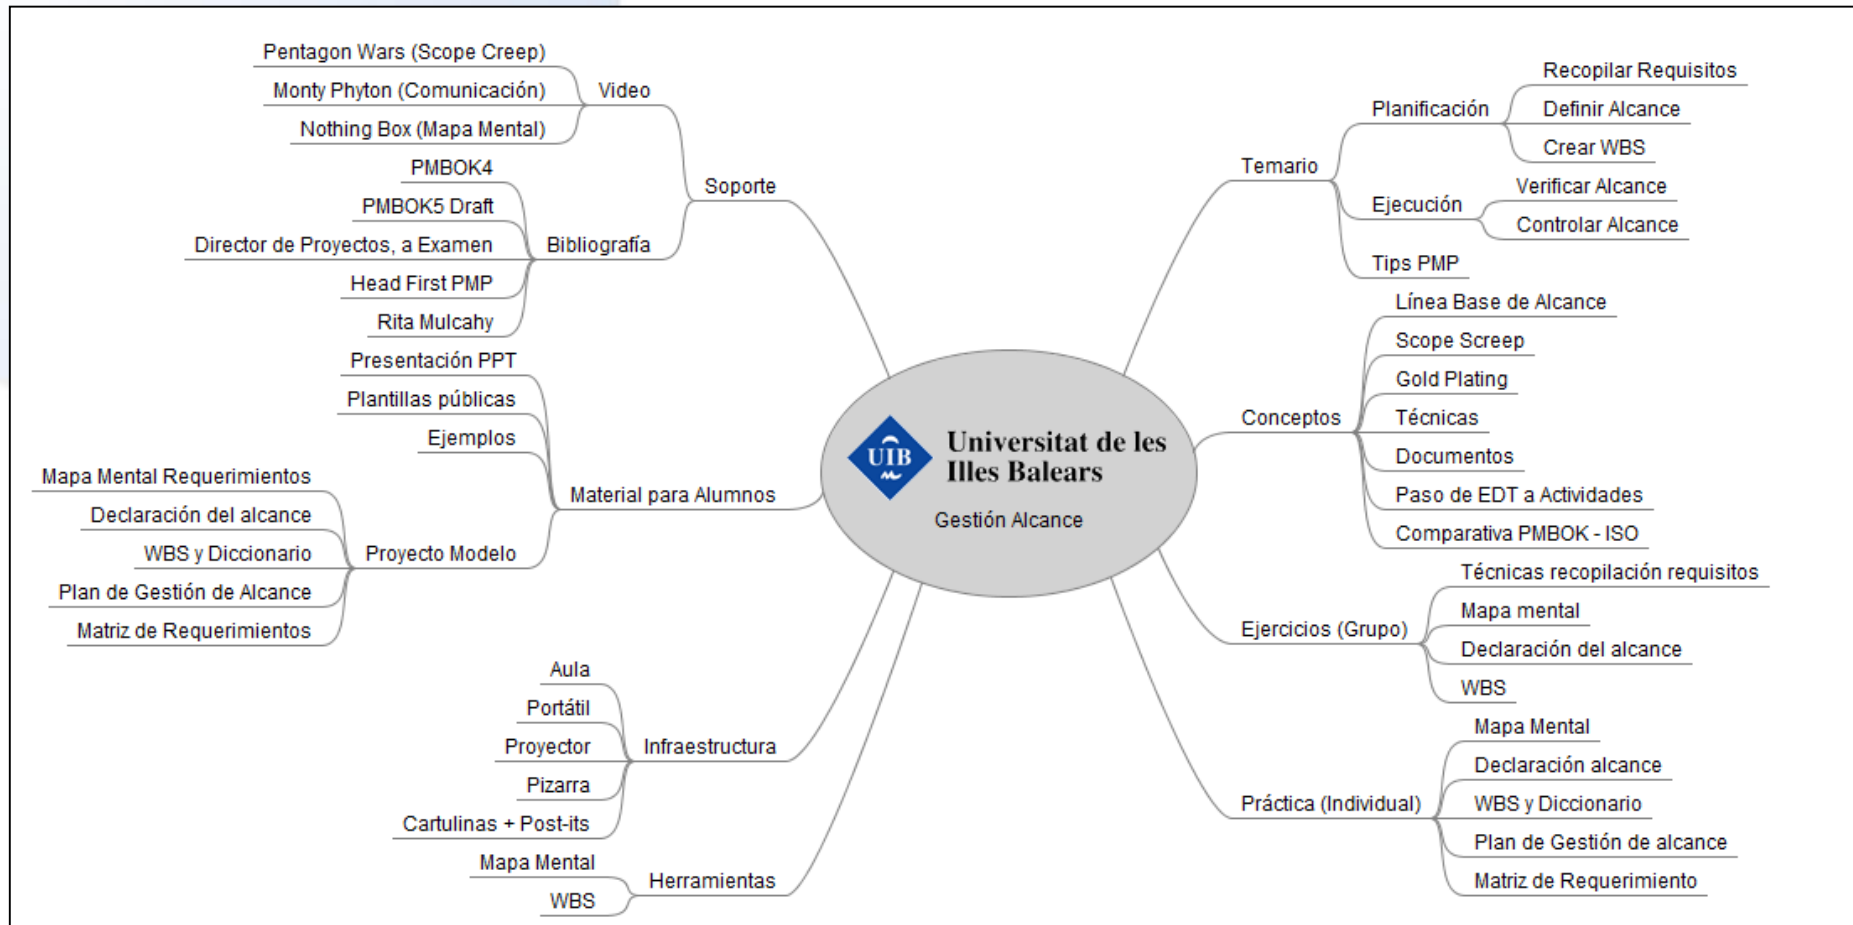 Pentagon Wars (Scope Creep)
Monty Phyton (Comunicación)
Nothing Box (Mapa Mental)
Video
PMBOK4
PMBOK5 Draft
Director de Proyectos, a Examen
Head First PMP
Rita Mulcahy
Bibliografía
Soporte
Presentación PPT
Plantillas públicas
Ejemplos
Mapa Mental Requerimientos
Declaración del alcance
WBS y Diccionario
Plan de Gestión de Alcance
Matriz de Requerimientos
Proyecto Modelo
Material para Alumnos
Aula
Portátil
Proyector
Pizarra
Cartulinas + Post-its
Infraestructura
Mapa Mental
WBS
Herramientas
UIB
Universitat de les
Illes Balears
Gestión Alcance
Temario
Planificación
Recopilar Requisitos
Definir Alcance
Crear WBS
Ejecución
Verificar Alcance
Controlar Alcance
Tips PMP
Conceptos
Línea Base de Alcance
Scope Screep
Gold Plating
Técnicas
Documentos
Paso de EDT a Actividades
Comparativa PMBOK - ISO
Ejercicios (Grupo)
Técnicas recopilación requisitos
Mapa mental
Declaración del alcance
WBS
Práctica (Individual)
Mapa Mental
Declaración alcance
WBS y Diccionario
Plan de Gestión de alcance
Matriz de Requerimiento